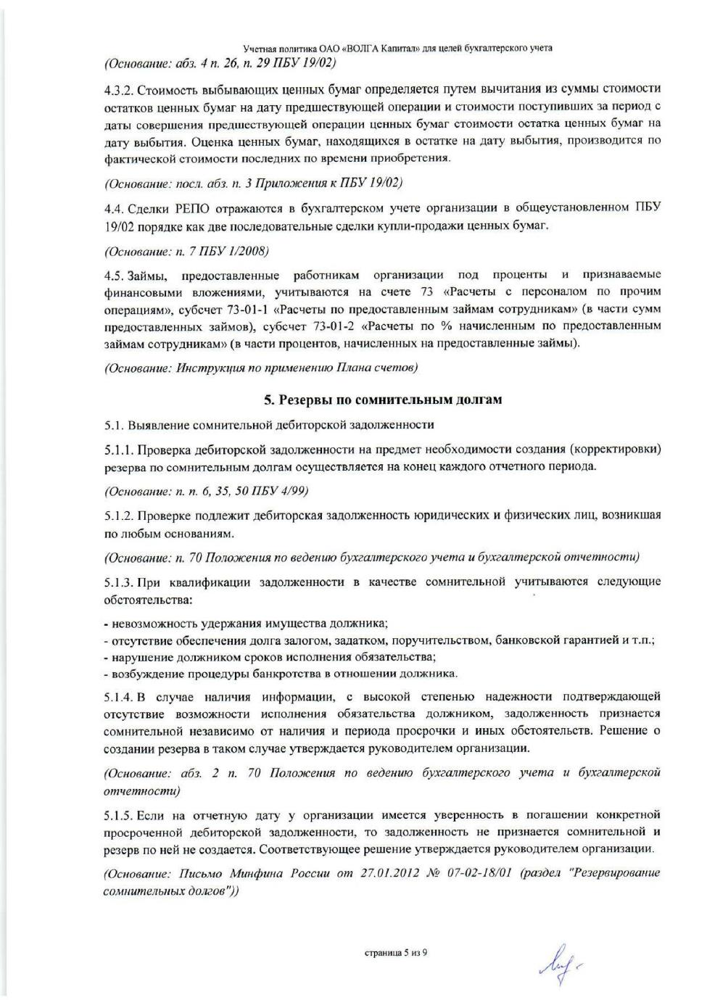 Учетная политика ОАО «ВОЛГА Капитал» для целей бухгалтерского учета
(Основание: абз. 4 п. 26, п. 29 ПБУ 19/02)
4.3.2. Стоимость выбывающих ценных бумаг определяется путем вычитания из суммы стоимости
остатков ценных бумаг на дату предшествующей операции и стоимости поступивших за период с
даты совершения предшествующей операции ценных бумаг стоимости остатка ценных бумаг на
дату выбытия. Оценка ценных бумаг, находящихся в остатке на дату выбытия, производится по
фактической стоимости последних по времени приобретения.
(Основание: посл. абз. п. 3 Приложения к ПБУ 19/02)
4.4. Сделки РЕПО отражаются в бухгалтерском учете организации в общеустановленном ПБУ
19/02 порядке как две последовательные сделки купли-продажи ценных бумаг.
(Основание: п. 7 ПБУ 1/2008)
4.5. Займы, предоставленные работникам организации под проценты и признаваемые
финансовыми вложениями, учитываются на счете 73 «Расчеты с персоналом по прочим
операциям», субсчет 73-01-1 «Расчеты по предоставленным займам сотрудникам» (в части сумм
предоставленных займов), субсчет 73-01-2 «Расчеты по % начисленным по предоставленным
займам сотрудникам» (в части процентов, начисленных на предоставленные займы).
(Основание: Инструкция по применению Плана счетов)
5. Резервы по сомнительным долгам
5.1. Выявление сомнительной дебиторской задолженности
5.1.1. Проверка дебиторской задолженности на предмет необходимости создания (корректировки)
резерва по сомнительным долгам осуществляется на конец каждого отчетного периода.
(Основание: п. п. 6, 35, 50 ПБУ 4/99)
5.1.2. Проверке подлежит дебиторская задолженность юридических и физических лиц, возникшая
по любым основаниям.
(Основание: п. 70 Положения по ведению бухгалтерского учета и бухгалтерской отчетности)
5.1.3. При квалификации задолженности в качестве сомнительной учитываются следующие
обстоятельства:
- невозможность удержания имущества должника;
- отсутствие обеспечения долга залогом, задатком, поручительством, банковской гарантией и т.п.;
- нарушение должником сроков исполнения обязательства;
- возбуждение процедуры банкротства в отношении должника.
5.1.4. В случае наличия информации, с высокой степенью надежности подтверждающей
отсутствие возможности исполнения обязательства должником, задолженность признается
сомнительной независимо от наличия и периода просрочки и иных обстоятельств. Решение о
создании резерва в таком случае утверждается руководителем организации.
(Основание: абз. 2 п. 70 Положения по ведению бухгалтерского учета и бухгалтерской
отчетности)
5.1.5. Если на отчетную дату у организации имеется уверенность в погашении конкретной
просроченной дебиторской задолженности, то задолженность не признается сомнительной и
резерв по ней не создается. Соответствующее решение утверждается руководителем организации.
(Основание: Письмо Минфина России от 27.01.2012 № 07-02-18/01 (раздел "Резервирование
сомнительных долгов"))
страница 5 из 9